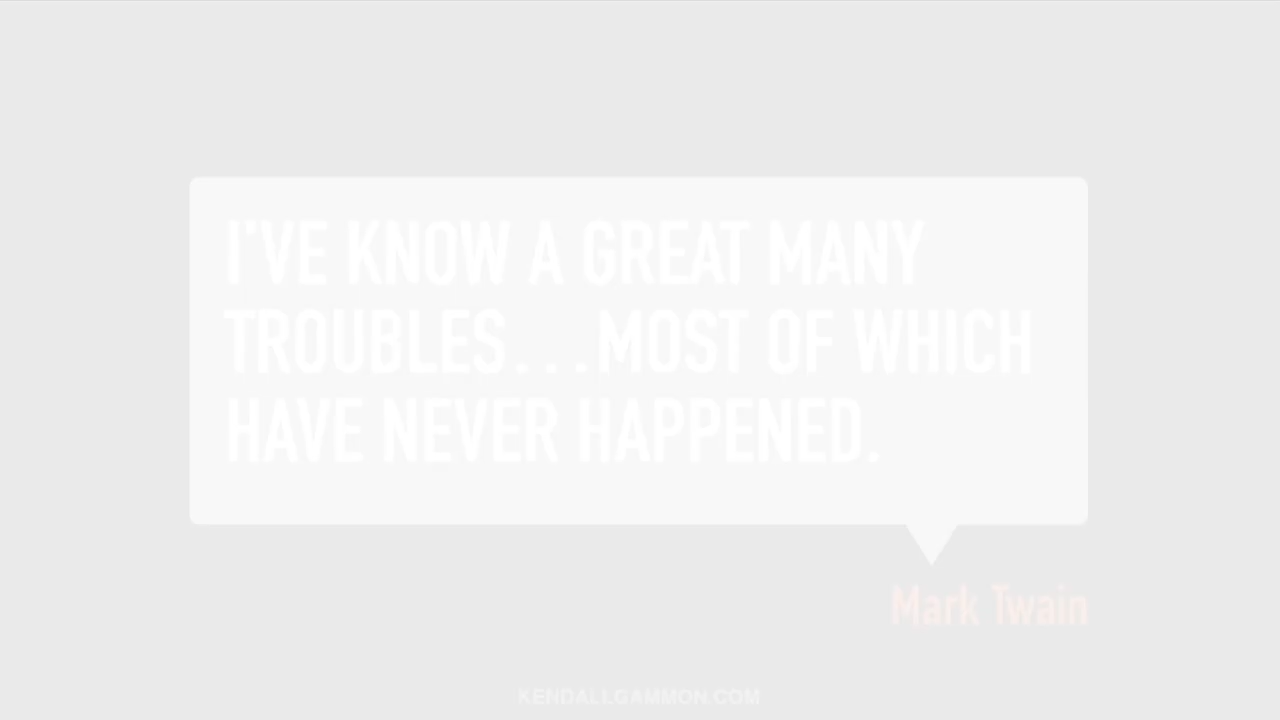 I'VE KNOW A GREAT MANY
TROUBLES...MOST OF WHICH
HAVE NEVER HAPPENED.
Mark Twain
KENDALLGAMMON.COM